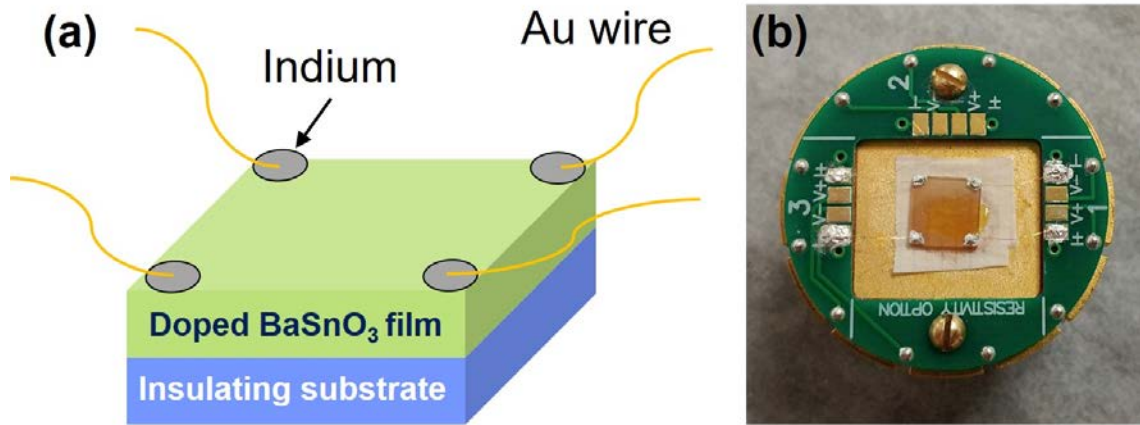 (a)
Au wire
Indium
Doped BaSnO₃ film
Insulating substrate
(b)
2
I- V- V+ I+
3
I+ V+ V- I-
1
I- V- V+ I+
RESISTIVITY OPTION